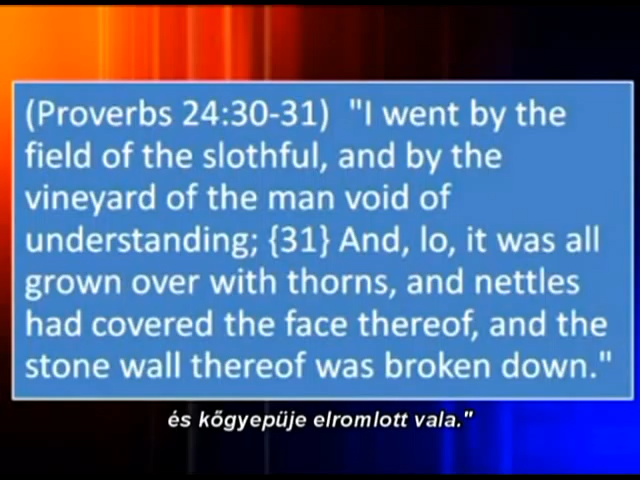 (Proverbs 24:30-31)  "I went by the
field of the slothful, and by the
vineyard of the man void of
understanding; {31} And, lo, it was all
grown over with thorns, and nettles
had covered the face thereof, and the
stone wall thereof was broken down."
és kőgyepüje elromlott vala."